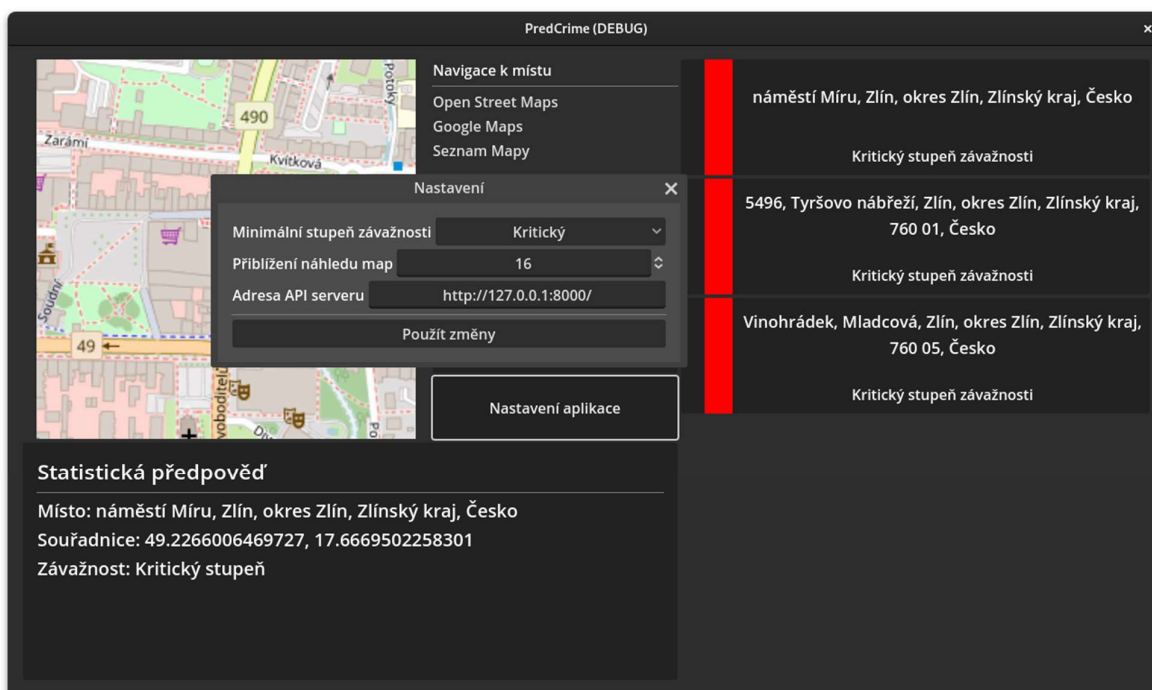 PredCrime (DEBUG)
Potoky
490
Zarámí
Kvítková
Soudní
49
Po
Navigace k místu
Open Street Maps
Google Maps
Seznam Mapy
Nastavení
Minimální stupeň závažnosti
Kritický
Přiblížení náhledu map
16
Adresa API serveru
http://127.0.0.1:8000/
Použít změny
Nastavení aplikace
náměstí Míru, Zlín, okres Zlín, Zlínský kraj, Česko
Kritický stupeň závažnosti
5496, Tyršovo nábřeží, Zlín, okres Zlín, Zlínský kraj,
760 01, Česko
Kritický stupeň závažnosti
Vinohrádek, Mladcová, Zlín, okres Zlín, Zlínský kraj,
760 05, Česko
Kritický stupeň závažnosti
Statistická předpověď
Místo: náměstí Míru, Zlín, okres Zlín, Zlínský kraj, Česko
Souřadnice: 49.2266006469727, 17.6669502258301
Závažnost: Kritický stupeň